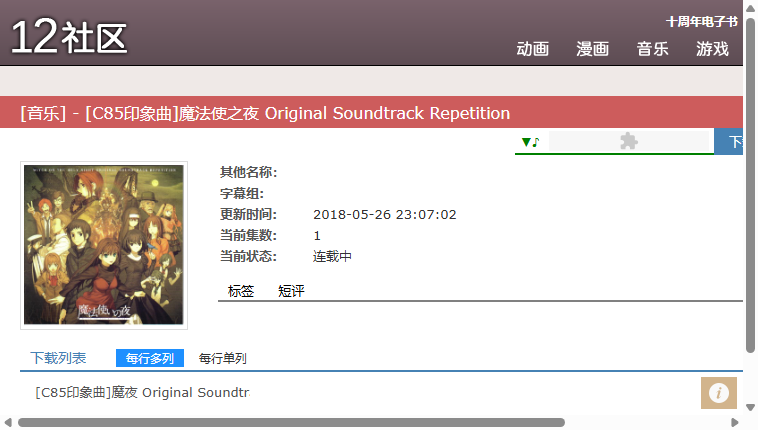 12社区
十周年电子书
动画 漫画 音乐 游戏
[音乐] - [C85印象曲]魔法使之夜 Original Soundtrack Repetition
▼♪
其他名称:
字幕组:
更新时间: 2018-05-26 23:07:02
当前集数: 1
当前状态: 连载中
标签 短评
魔法使いの夜
下载列表 每行多列 每行单列
[C85印象曲]魔夜 Original Soundtr